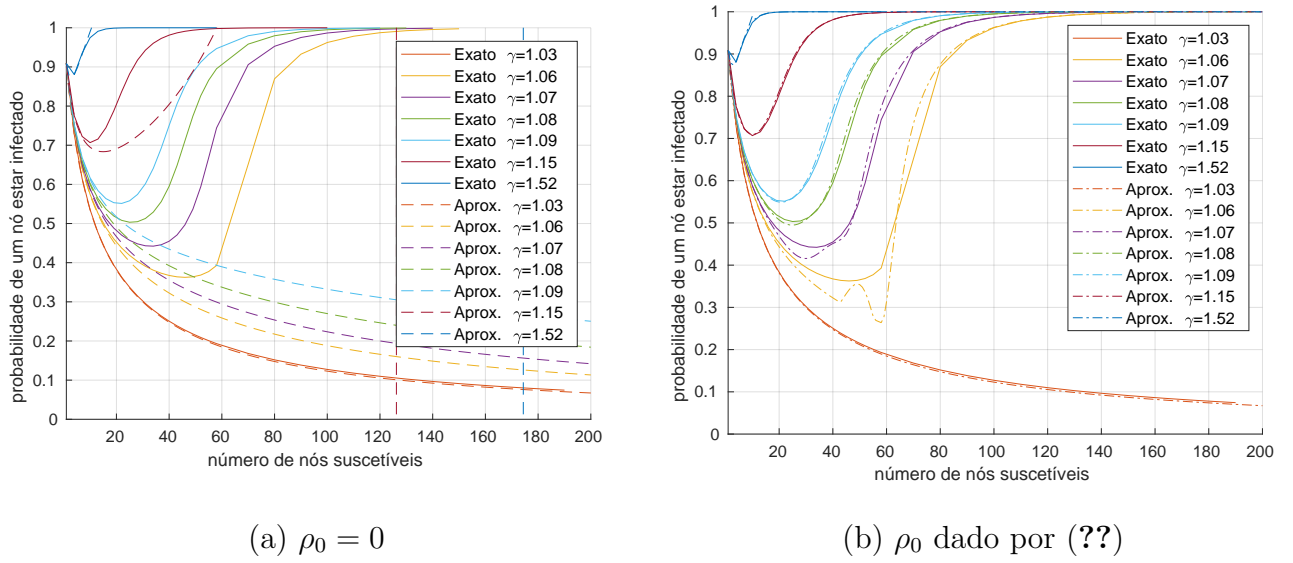 probabilidade de um nó estar infectado
1
0.9
0.8
0.7
0.6
0.5
0.4
0.3
0.2
0.1
0
20 40 60 80 100 120 140 160 180 200
número de nós suscetíveis
Exato γ=1.03
Exato γ=1.06
Exato γ=1.07
Exato γ=1.08
Exato γ=1.09
Exato γ=1.15
Exato γ=1.52
Aprox. γ=1.03
Aprox. γ=1.06
Aprox. γ=1.07
Aprox. γ=1.08
Aprox. γ=1.09
Aprox. γ=1.15
Aprox. γ=1.52
(a) ρ₀ = 0
probabilidade de um nó estar infectado
1
0.9
0.8
0.7
0.6
0.5
0.4
0.3
0.2
0.1
0
20 40 60 80 100 120 140 160 180 200
número de nós suscetíveis
Exato γ=1.03
Exato γ=1.06
Exato γ=1.07
Exato γ=1.08
Exato γ=1.09
Exato γ=1.15
Exato γ=1.52
Aprox. γ=1.03
Aprox. γ=1.06
Aprox. γ=1.07
Aprox. γ=1.08
Aprox. γ=1.09
Aprox. γ=1.15
Aprox. γ=1.52
(b) ρ₀ dado por (??)